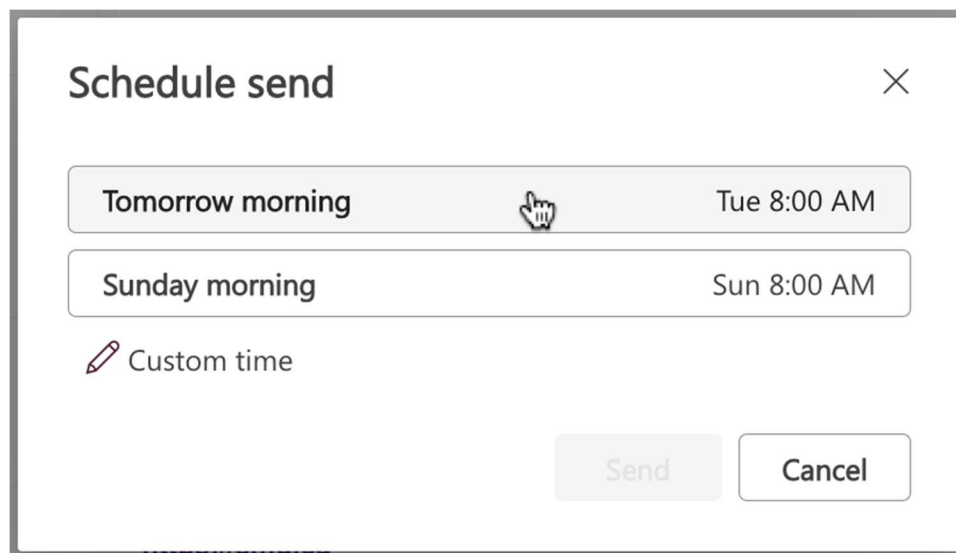 Schedule send
Tomorrow morning Tue 8:00 AM
Sunday morning Sun 8:00 AM
Custom time
Send Cancel